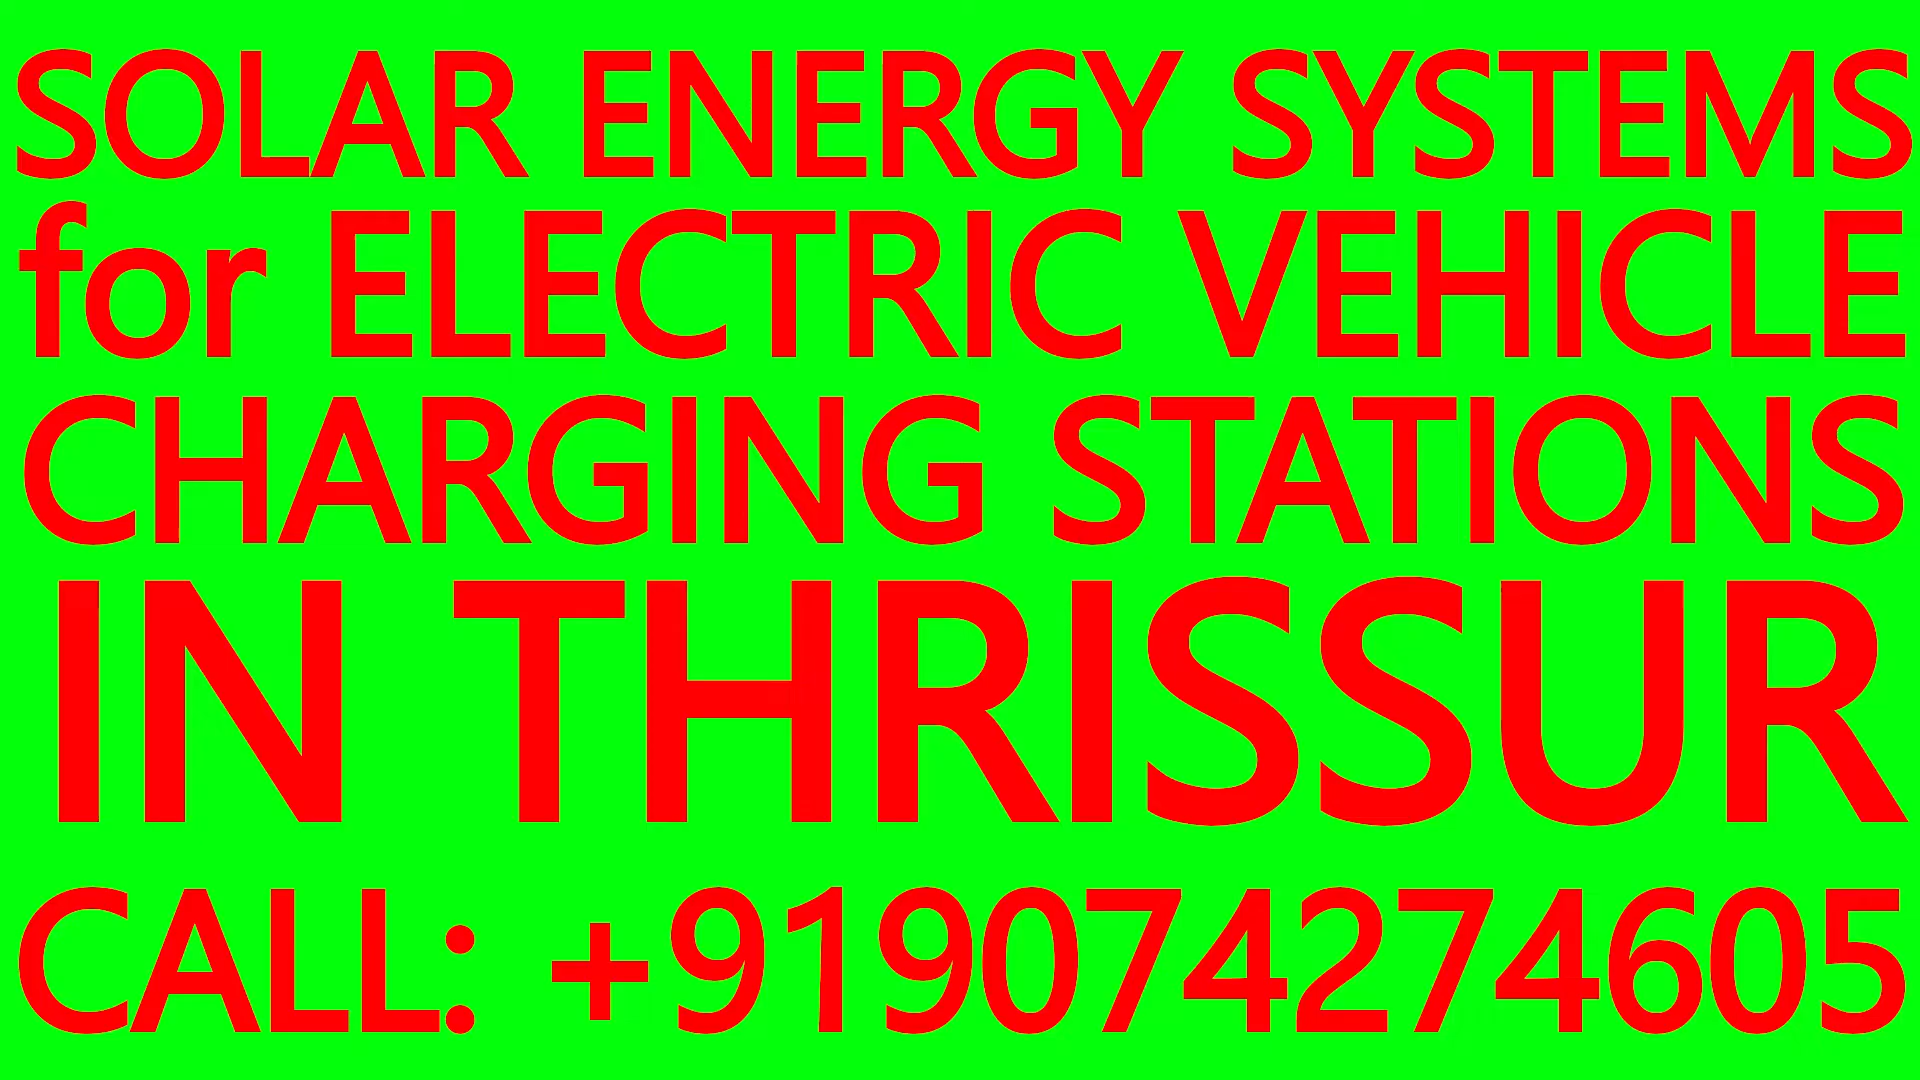 SOLAR ENERGY SYSTEMS
for ELECTRIC VEHICLE
CHARGING STATIONS
IN THRISSUR
CALL: +919074274605